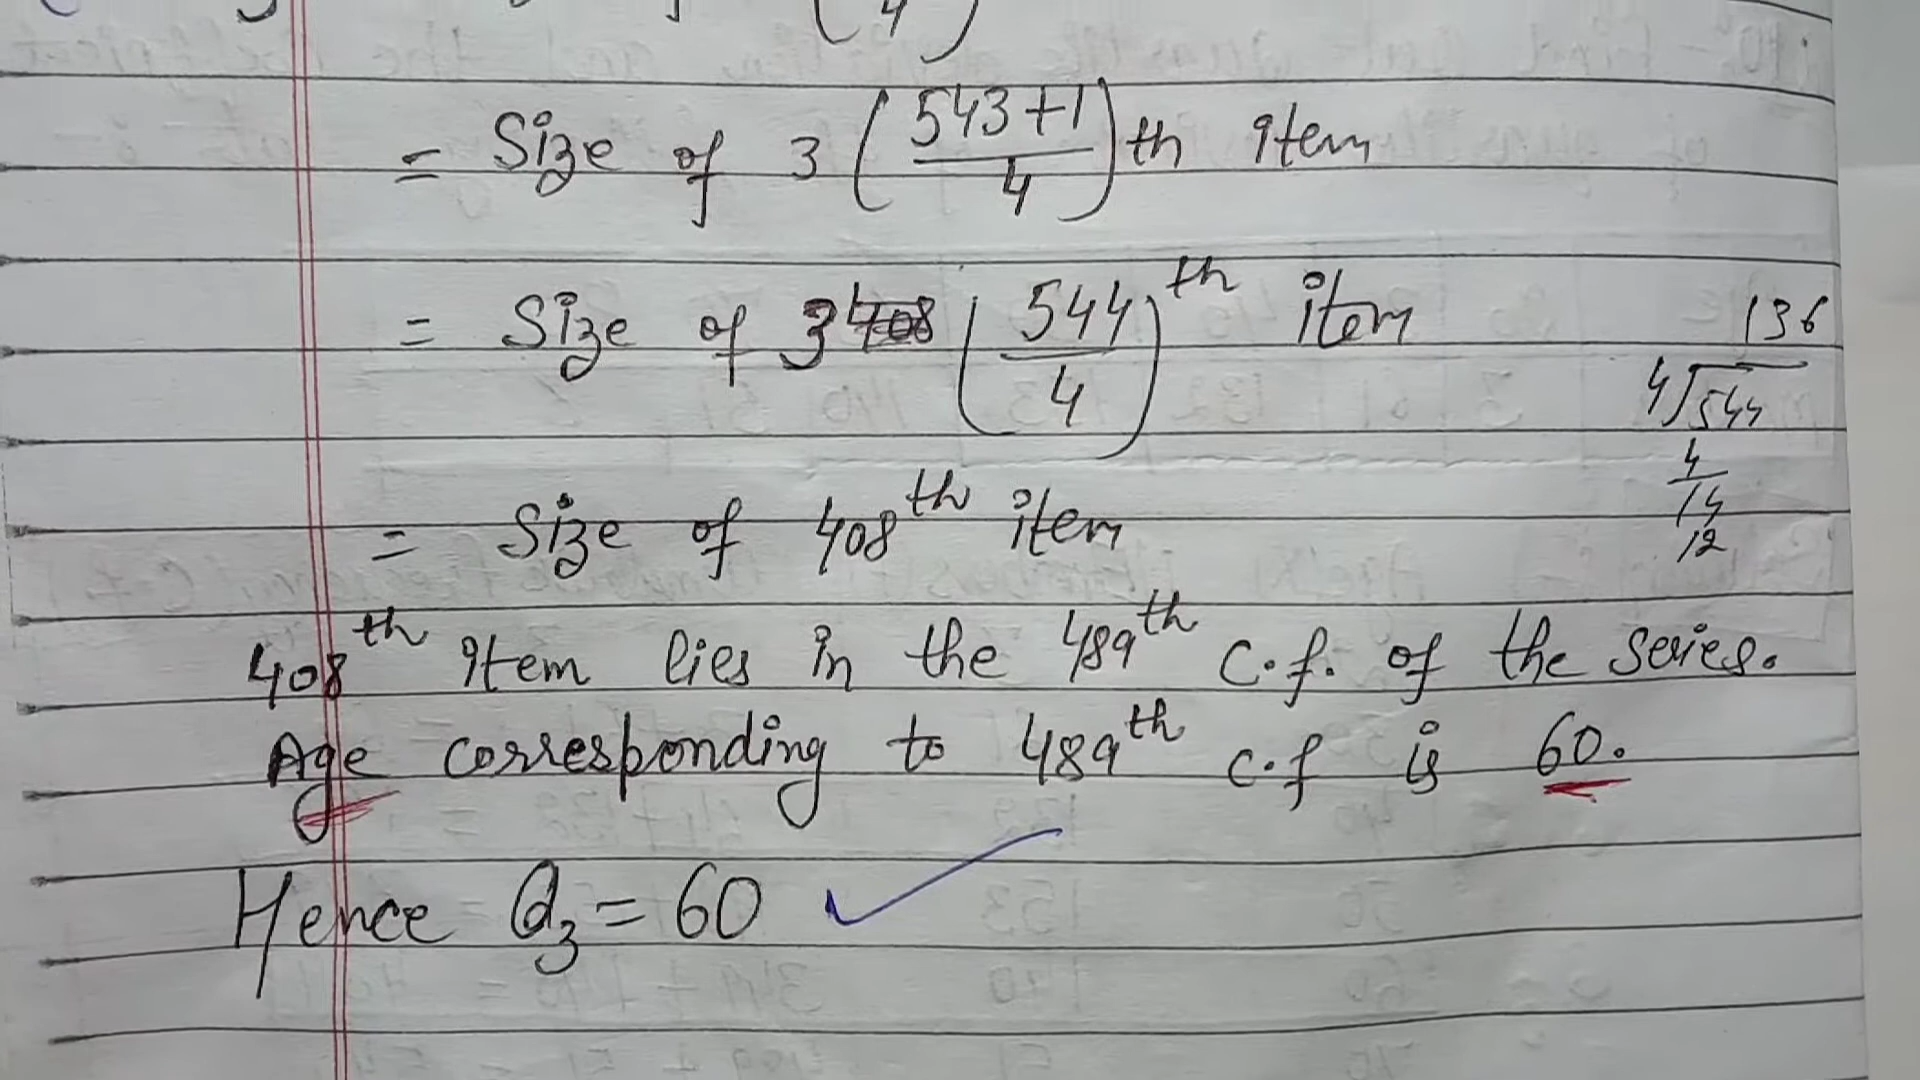 = Size of 3 (543+1/4) th item
= Size of 3 (544/4)th item
136
4√544
4
14
12
= Size of 408th item
408th item lies in the 489th c.f. of the series.
Age corresponding to 489th c.f is 60.
Hence Q3 = 60